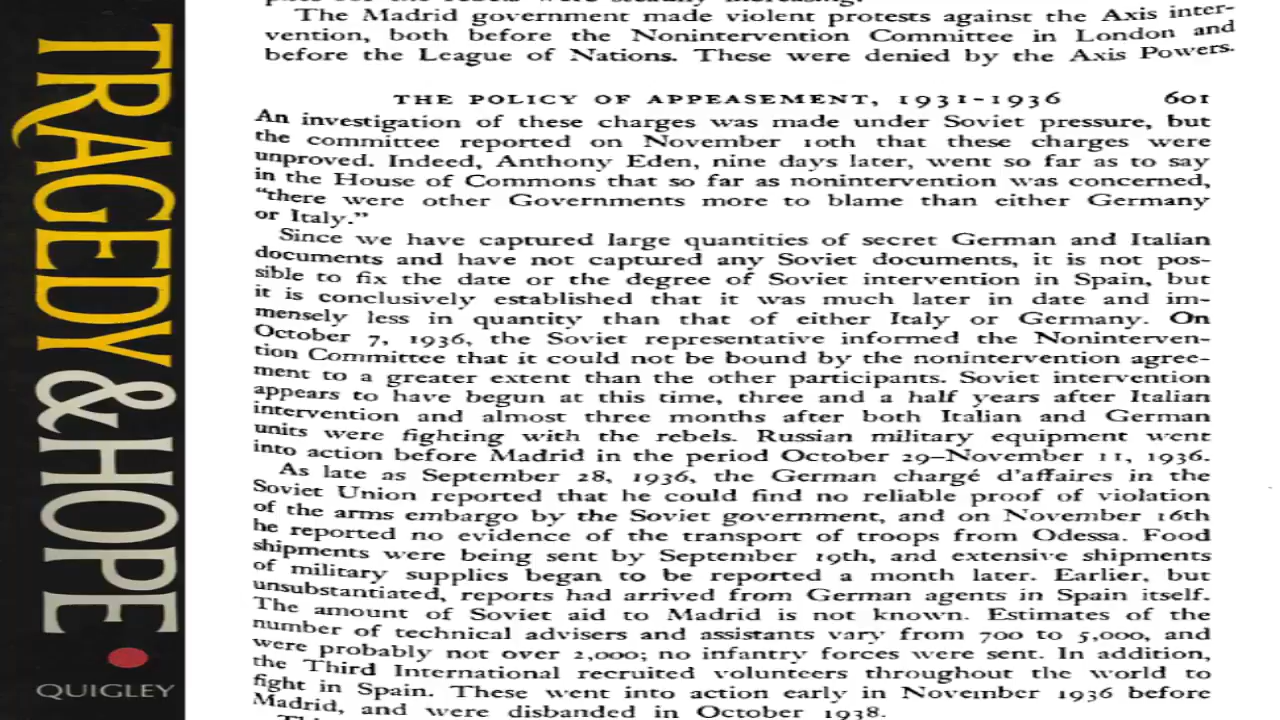 TRAGEDY & HOPE
QUIGLEY
The Madrid government made violent protests against the Axis inter-
vention, both before the Nonintervention Committee in London and
before the League of Nations. These were denied by the Axis Powers.
THE POLICY OF APPEASEMENT, 1931-1936 601
An investigation of these charges was made under Soviet pressure, but
the committee reported on November 10th that these charges were
unproved. Indeed, Anthony Eden, nine days later, went so far as to say
in the House of Commons that so far as nonintervention was concerned,
“there were other Governments more to blame than either Germany
or Italy.”
Since we have captured large quantities of secret German and Italian
documents and have not captured any Soviet documents, it is not pos-
sible to fix the date or the degree of Soviet intervention in Spain, but
it is conclusively established that it was much later in date and im-
mensely less in quantity than that of either Italy or Germany. On
October 7, 1936, the Soviet representative informed the Noninterven-
tion Committee that it could not be bound by the nonintervention agree-
ment to a greater extent than the other participants. Soviet intervention
appears to have begun at this time, three and a half years after Italian
intervention and almost three months after both Italian and German
units were fighting with the rebels. Russian military equipment went
into action before Madrid in the period October 29–November 11, 1936.
As late as September 28, 1936, the German chargé d'affaires in the
Soviet Union reported that he could find no reliable proof of violation
of the arms embargo by the Soviet government, and on November 16th
he reported no evidence of the transport of troops from Odessa. Food
shipments were being sent by September 19th, and extensive shipments
of military supplies began to be reported a month later. Earlier, but
unsubstantiated, reports had arrived from German agents in Spain itself.
The amount of Soviet aid to Madrid is not known. Estimates of the
number of technical advisers and assistants vary from 700 to 5,000, and
were probably not over 2,000; no infantry forces were sent. In addition,
the Third International recruited volunteers throughout the world to
fight in Spain. These went into action early in November 1936 before
Madrid, and were disbanded in October 1938.